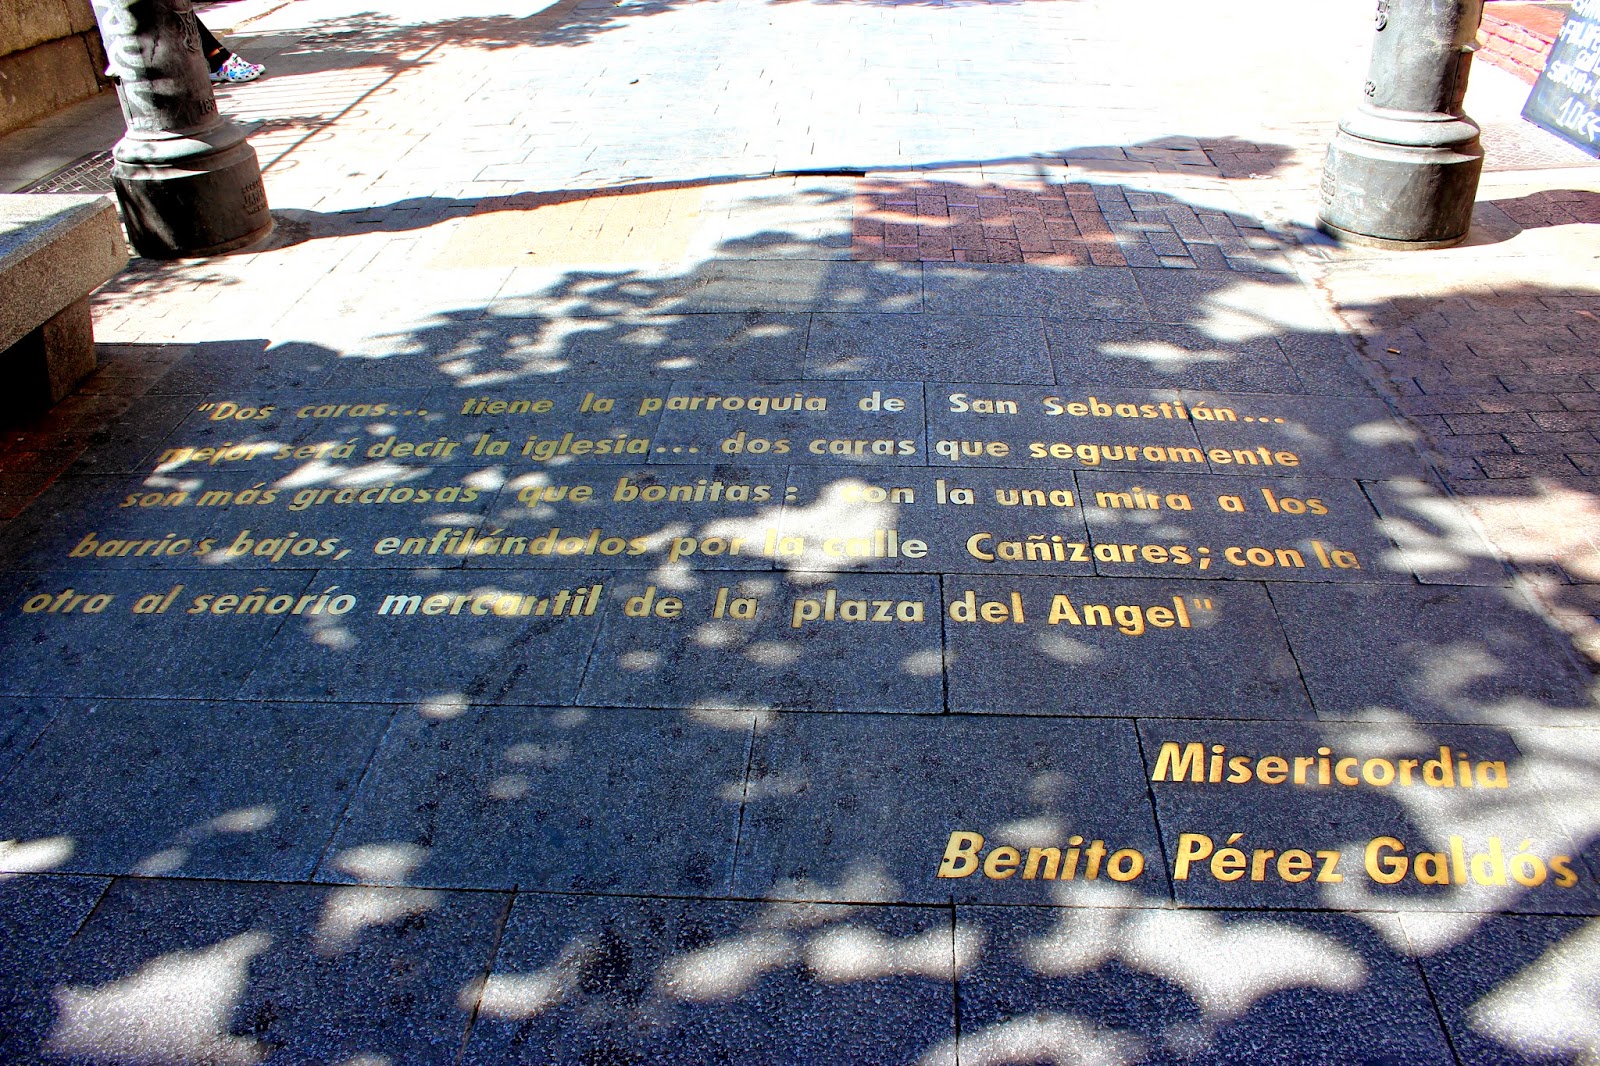 "Dos caras... tiene la parroquia de San Sebastián...
mejor será decir la iglesia... dos caras que seguramente
son más graciosas que bonitas: con la una mira a los
barrios bajos, enfilándolos por la calle Cañizares; con la
otra al señorío mercantil de la plaza del Angel"
Misericordia
Benito Pérez Galdós
10€